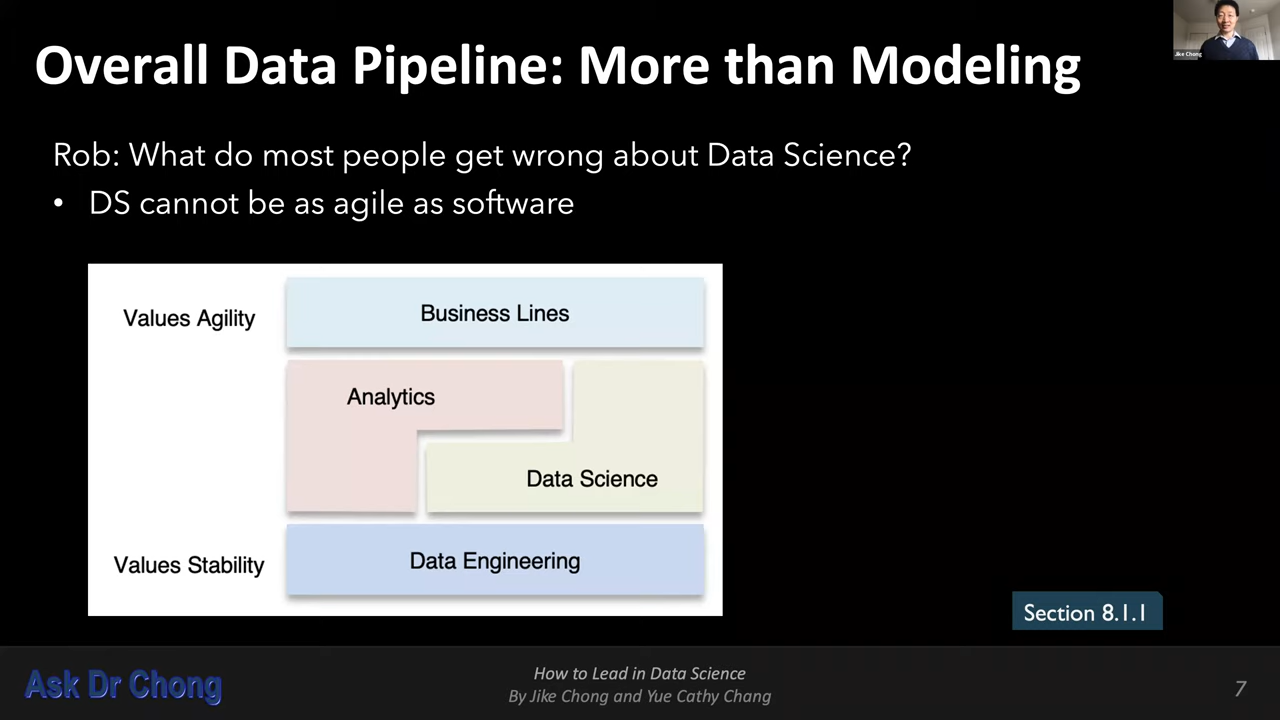 Overall Data Pipeline: More than Modeling
Jike Chong
Rob: What do most people get wrong about Data Science?
• DS cannot be as agile as software
Values Agility
Business Lines
Analytics
Data Science
Values Stability
Data Engineering
Section 8.1.1
Ask Dr Chong
How to Lead in Data Science
By Jike Chong and Yue Cathy Chang
7